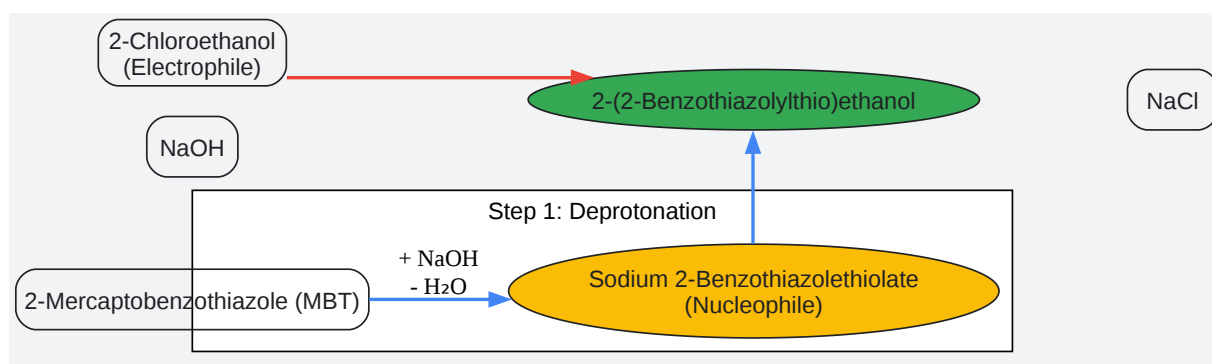 2-Chloroethanol
(Electrophile)
2-(2-Benzothiazolylthio)ethanol
NaCl
NaOH
Step 1: Deprotonation
+ NaOH
- H₂O
2-Mercaptobenzothiazole (MBT)
Sodium 2-Benzothiazolethiolate
(Nucleophile)